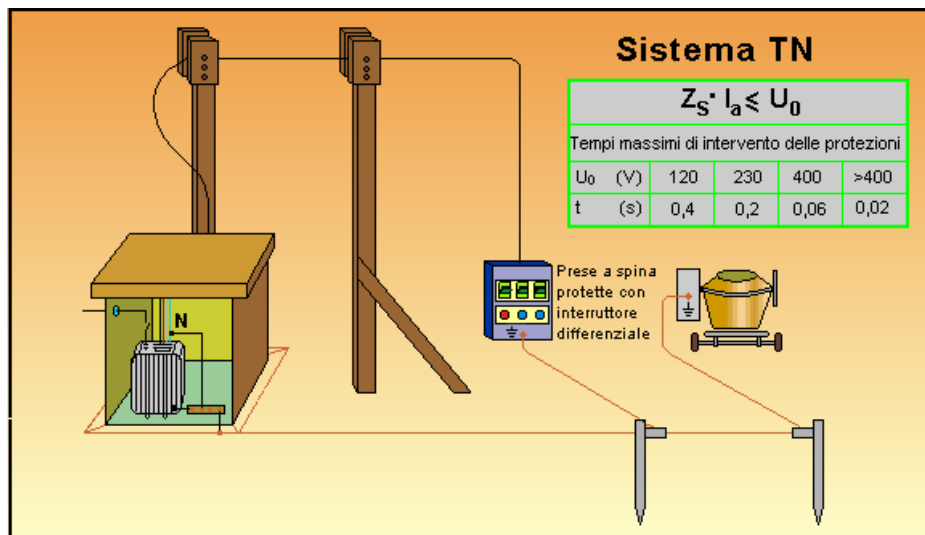 Sistema TN
Zs · Ia ≤ U0
Tempi massimi di intervento delle protezioni
U0 (V) 120 230 400 >400
t (s) 0,4 0,2 0,06 0,02
Prese a spina
protette con
interruttore
differenziale
N